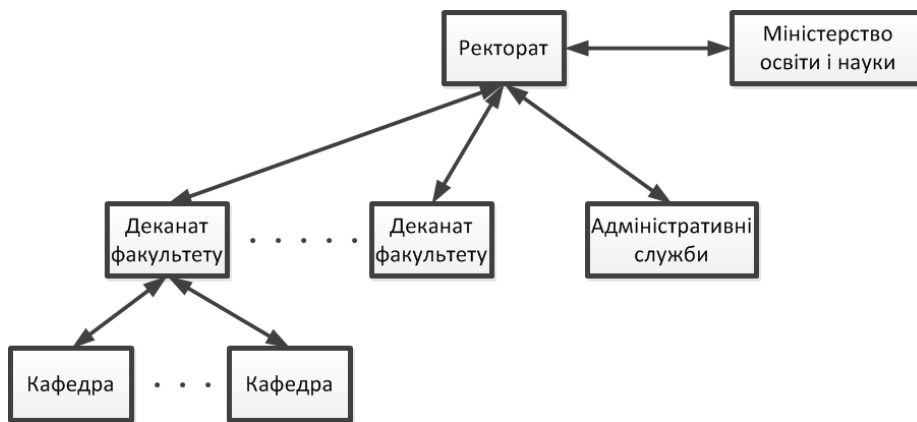 Ректорат
Міністерство
освіти і науки
Деканат
факультету
Деканат
факультету
Адміністративні
служби
Кафедра
Кафедра